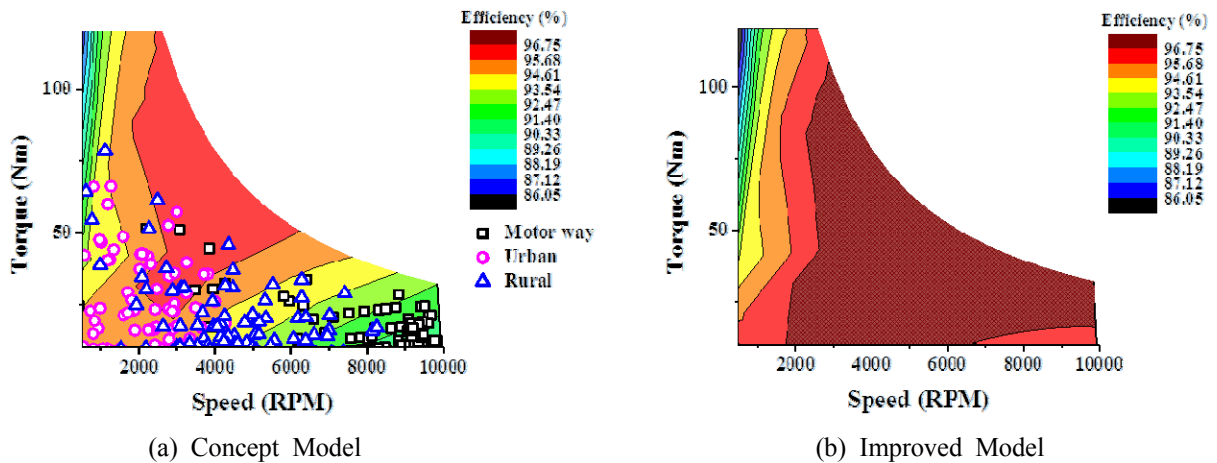 Efficiency (%)
96.75
95.68
94.61
93.54
92.47
91.40
90.33
89.26
88.19
87.12
86.05
Motor way
Urban
Rural
100
50
Torque (Nm)
2000 4000 6000 8000 10000
Speed (RPM)
(a) Concept Model
Efficiency (%)
96.75
95.68
94.61
93.54
92.47
91.40
90.33
89.26
88.19
87.12
86.05
100
50
Torque (Nm)
2000 4000 6000 8000 10000
Speed (RPM)
(b) Improved Model